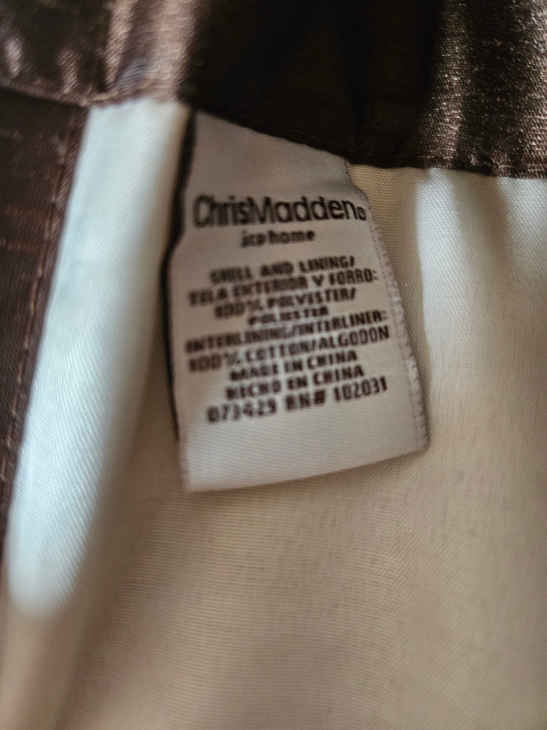 ChrisMadden®
jcp home
SHELL AND LINING/
TELA EXTERIOR Y FORRO:
100% POLYESTER/
POLIESTER
INTERLINING/INTERLINER:
100% COTTON/ALGODON
MADE IN CHINA
HECHO EN CHINA
073429 RN# 102031